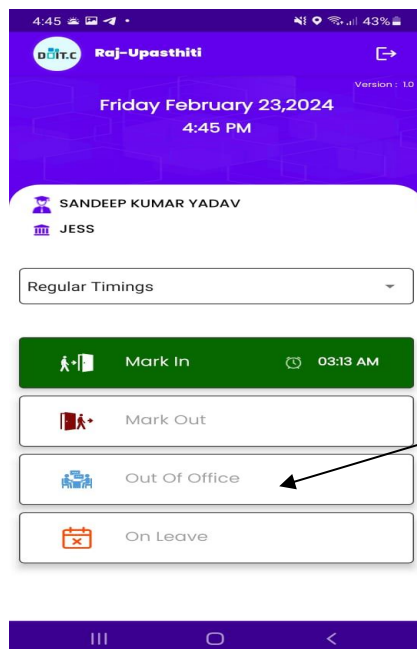 4:45
43%
DOIT.C Raj-Upasthiti
Version : 1.0
Friday February 23,2024
4:45 PM
SANDEEP KUMAR YADAV
JESS
Regular Timings
Mark In 03:13 AM
Mark Out
Out Of Office
On Leave